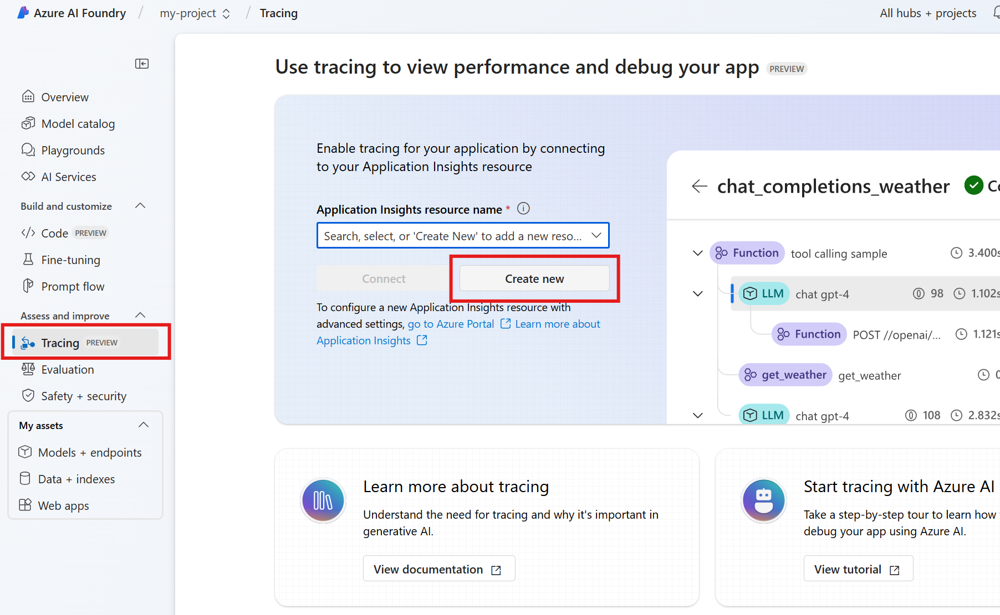 Azure AI Foundry / my-project / Tracing
All hubs + projects
Overview
Model catalog
Playgrounds
AI Services
Build and customize
Code PREVIEW
Fine-tuning
Prompt flow
Assess and improve
Tracing PREVIEW
Evaluation
Safety + security
My assets
Models + endpoints
Data + indexes
Web apps
Use tracing to view performance and debug your app PREVIEW
Enable tracing for your application by connecting
to your Application Insights resource
Application Insights resource name *
Search, select, or 'Create New' to add a new reso...
Connect
Create new
To configure a new Application Insights resource with
advanced settings, go to Azure Portal Learn more about
Application Insights
chat_completions_weather
Function tool calling sample 3.400s
LLM chat gpt-4 98 1.102s
Function POST //openai/... 1.121s
get_weather get_weather
LLM chat gpt-4 108 2.832s
Learn more about tracing
Understand the need for tracing and why it's important in
generative AI.
View documentation
Start tracing with Azure AI
Take a step-by-step tour to learn how
debug your app using Azure AI.
View tutorial